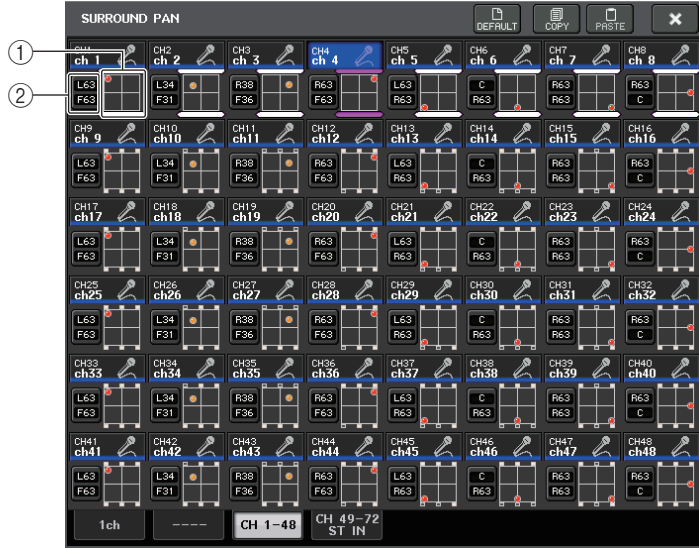 SURROUND PAN DEFAULT COPY PASTE
①
②
CH1 CH2 CH3 CH4 CH5 CH6 CH7 CH8
ch 1 ch 2 ch 3 ch 4 ch 5 ch 6 ch 7 ch 8
L63 L34 R38 R63 L63 C R63 R63
F63 F31 F36 F63 R63 R63 R63 C
CH9 CH10 CH11 CH12 CH13 CH14 CH15 CH16
ch 9 ch10 ch11 ch12 ch13 ch14 ch15 ch16
L63 L34 R38 R63 L63 C R63 R63
F63 F31 F36 F63 R63 R63 R63 C
CH17 CH18 CH19 CH20 CH21 CH22 CH23 CH24
ch17 ch18 ch19 ch20 ch21 ch22 ch23 ch24
L63 L34 R38 R63 L63 C R63 R63
F63 F31 F36 F63 R63 R63 R63 C
CH25 CH26 CH27 CH28 CH29 CH30 CH31 CH32
ch25 ch26 ch27 ch28 ch29 ch30 ch31 ch32
L63 L34 R38 R63 L63 C R63 R63
F63 F31 F36 F63 R63 R63 R63 C
CH33 CH34 CH35 CH36 CH37 CH38 CH39 CH40
ch33 ch34 ch35 ch36 ch37 ch38 ch39 ch40
L63 L34 R38 R63 L63 C R63 R63
F63 F31 F36 F63 R63 R63 R63 C
CH41 CH42 CH43 CH44 CH45 CH46 CH47 CH48
ch41 ch42 ch43 ch44 ch45 ch46 ch47 ch48
L63 L34 R38 R63 L63 C R63 R63
F63 F31 F36 F63 R63 R63 R63 C
1ch ---- CH 1-48 CH 49-72
ST IN